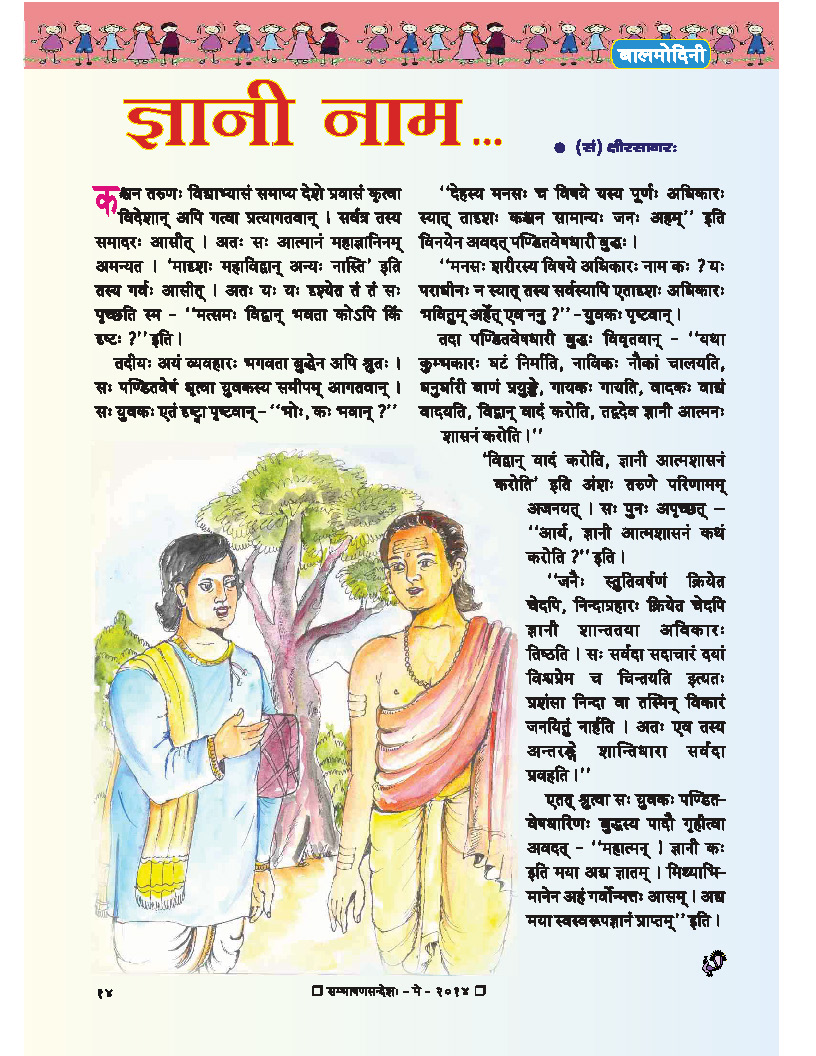 बालमोदिनी
ज्ञानी नाम...
● (सं) क्षीरसागरः
कश्चन तरुणः विद्याभ्यासं समाप्य देशे प्रवासं कृत्वा
विदेशान् अपि गत्वा प्रत्यागतवान् । सर्वत्र तस्य
समादरः आसीत् । अतः सः आत्मानं महाज्ञानिनम्
अमन्यत । ‘मादृशः महाविद्वान् अन्यः नास्ति’ इति
तस्य गर्वः आसीत् । अतः यः यः दृश्येत तं तं सः
पृच्छति स्म - ‘‘मत्समः विद्वान् भवता कोऽपि किं
दृष्टः ?’’ इति ।
तदीयः अयं व्यवहारः भगवता बुद्धेन अपि श्रुतः ।
सः पण्डितवेषं धृत्वा युवकस्य समीपम् आगतवान् ।
सः युवकः एतं दृष्ट्वा पृष्टवान् - ‘‘भोः, कः भवान् ?’’
‘‘देहस्य मनसः च विषये यस्य पूर्णः अधिकारः
स्यात् तादृशः कश्चन सामान्यः जनः अहम्’’ इति
विनयेन अवदत् पण्डितवेषधारी बुद्धः ।
‘‘मनसः शरीरस्य विषये अधिकारः नाम कः ? यः
पराधीनः न स्यात् तस्य सर्वस्यापि एतादृशः अधिकारः
भवितुम् अर्हेत् एव ननु ?’’ - युवकः पृष्टवान् ।
तदा पण्डितवेषधारी बुद्धः विवृतवान् - ‘‘यथा
कुम्भकारः घटं निर्माति, नाविकः नौकां चालयति,
धनुर्धारी बाणं प्रयुङ्क्ते, गायकः गायति, वादकः वाद्यं
वादयति, विद्वान् वादं करोति, तद्वदेव ज्ञानी आत्मनः
शासनं करोति ।’’
‘विद्वान् वादं करोति, ज्ञानी आत्मशासनं
करोति’ इति अंशः तरुणे परिणामम्
अजनयत् । सः पुनः अपृच्छत् -
‘‘आर्य, ज्ञानी आत्मशासनं कथं
करोति ?’’ इति ।
‘‘जनैः स्तुतिवर्षणं क्रियेत
चेदपि, निन्दाप्रहारः क्रियेत चेदपि
ज्ञानी शान्ततया अविकारः
तिष्ठति । सः सर्वदा सदाचारं दयां
विश्वप्रेम च चिन्तयति इत्यतः
प्रशंसा निन्दा वा तस्मिन् विकारं
जनयितुं नार्हति । अतः एव तस्य
अन्तरङ्गे शान्तिधारा सर्वदा
प्रवहति ।’’
एतत् श्रुत्वा सः युवकः पण्डित-
वेषधारिणः बुद्धस्य पादौ गृहीत्वा
अवदत् - ‘‘महात्मन् ! ज्ञानी कः
इति मया अद्य ज्ञातम् । मिथ्याभि-
मानेन अहं गर्वोन्मत्तः आसम् । अद्य
मया स्वस्वरूपज्ञानं प्राप्तम्’’ इति ।
१४
❐ सम्भाषणसन्देशः - मे - २०१४ ❐